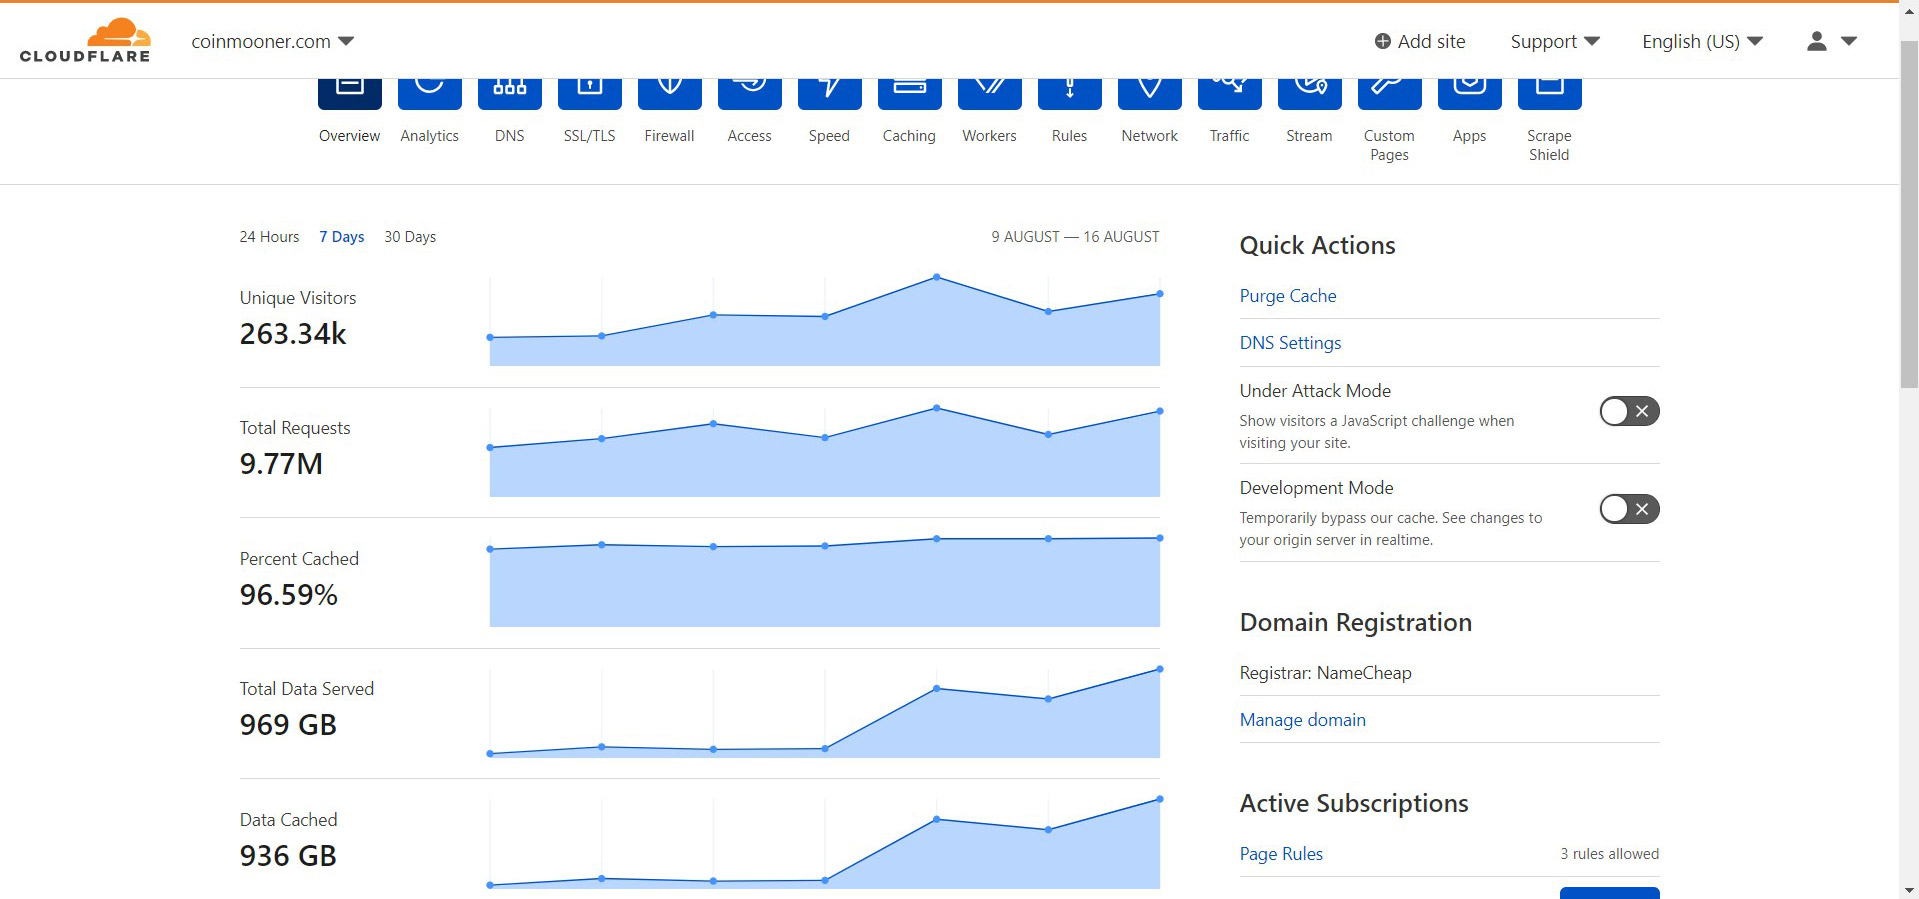 CLOUDFLARE
coinmooner.com
Add site
Support
English (US)
Overview
Analytics
DNS
SSL/TLS
Firewall
Access
Speed
Caching
Workers
Rules
Network
Traffic
Stream
Custom
Pages
Apps
Scrape
Shield
24 Hours 7 Days 30 Days
9 AUGUST — 16 AUGUST
Unique Visitors
263.34k
Total Requests
9.77M
Percent Cached
96.59%
Total Data Served
969 GB
Data Cached
936 GB
Quick Actions
Purge Cache
DNS Settings
Under Attack Mode
Show visitors a JavaScript challenge when
visiting your site.
Development Mode
Temporarily bypass our cache. See changes to
your origin server in realtime.
Domain Registration
Registrar: NameCheap
Manage domain
Active Subscriptions
Page Rules
3 rules allowed